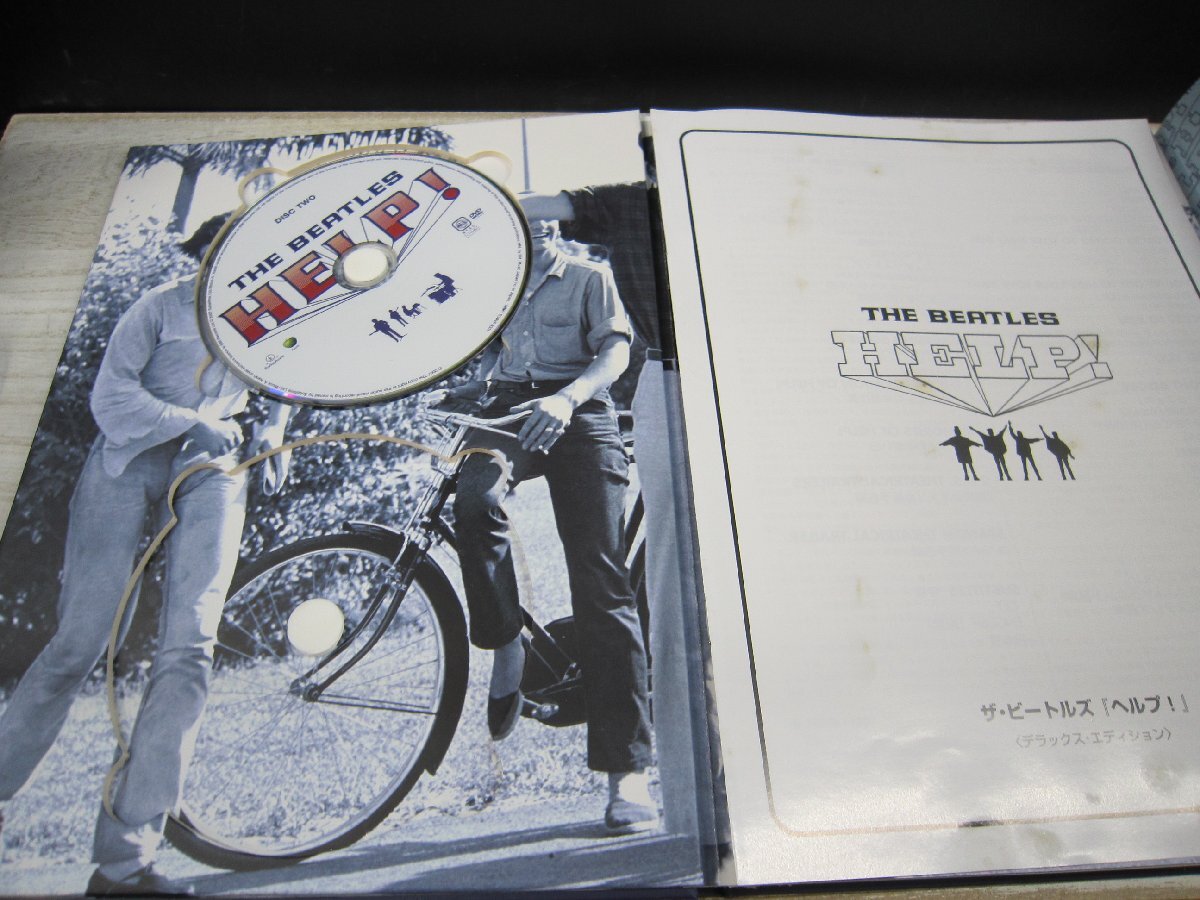 DISC TWO
THE BEATLES
HELP!
DVD
THE BEATLES
HELP!
ザ・ビートルズ『ヘルプ!』
〈デラックス・エディション〉